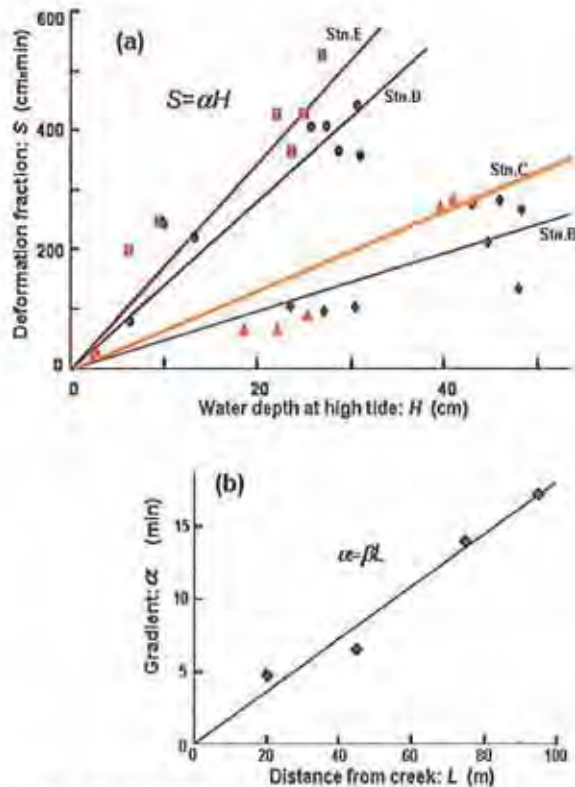 (a)
S=αH
Stn.E
Stn.D
Stn.C
Stn.B
Deformation fraction: S (cm×min)
600
400
200
0
0 20 40
Water depth at high tide: H (cm)
(b)
α=βL
Gradient: α (min)
15
10
5
0
0 20 40 60 80 100
Distance from creek: L (m)